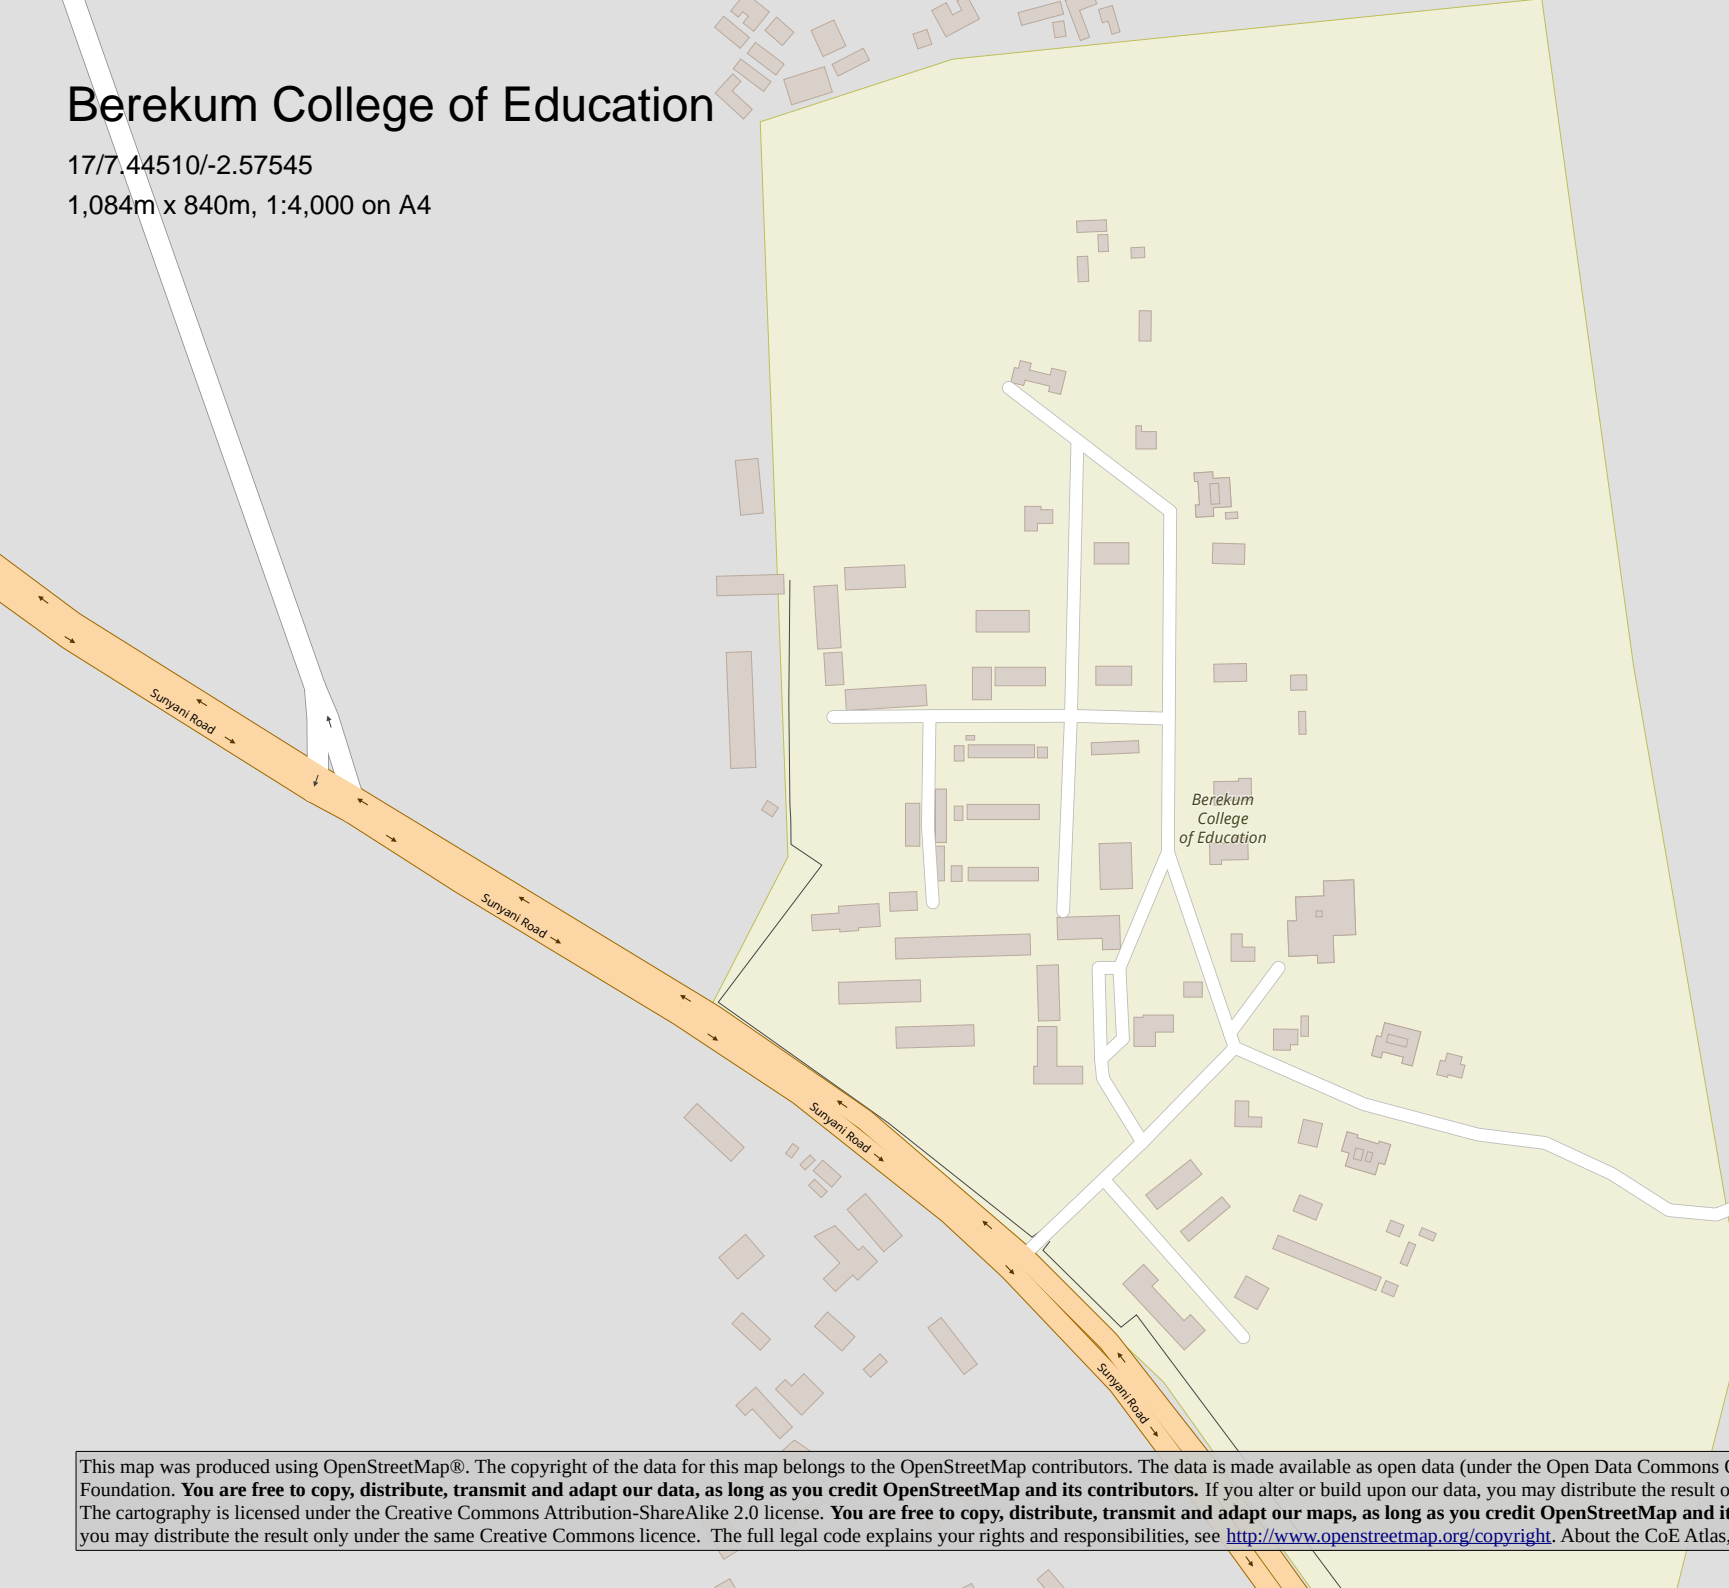 Berekum College of Education
17/7.44510/-2.57545
1,084m x 840m, 1:4,000 on A4
Sunyani Road
Berekum
College
of Education
Sunyani Road
Sunyani Road
Sunyani Road
This map was produced using OpenStreetMap®. The copyright of the data for this map belongs to the OpenStreetMap contributors. The data is made available as open data (under the Open Data Commons
Foundation. You are free to copy, distribute, transmit and adapt our data, as long as you credit OpenStreetMap and its contributors. If you alter or build upon our data, you may distribute the result
The cartography is licensed under the Creative Commons Attribution-ShareAlike 2.0 license. You are free to copy, distribute, transmit and adapt our maps, as long as you credit OpenStreetMap and
you may distribute the result only under the same Creative Commons licence. The full legal code explains your rights and responsibilities, see http://www.openstreetmap.org/copyright. About the CoE Atlas,